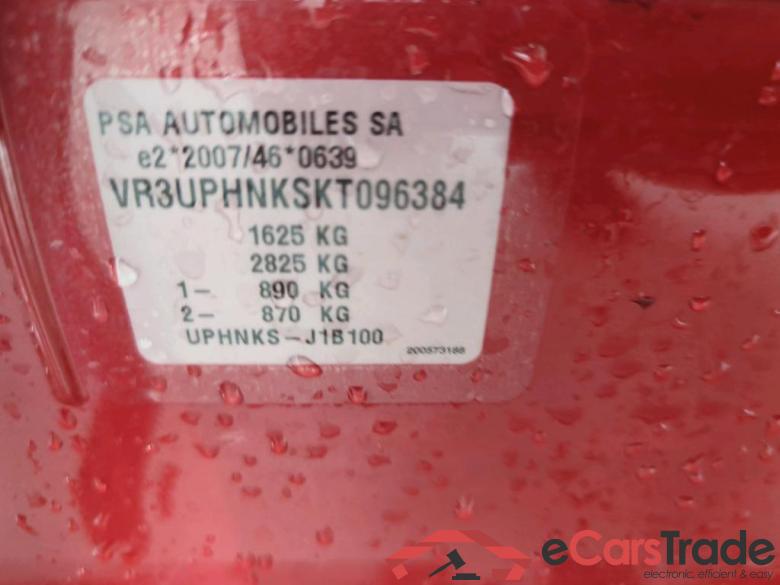 PSA AUTOMOBILES SA
e2*2007/46*0639
VR3UPHNKSKT096384
1625 KG
2825 KG
1- 890 KG
2- 870 KG
UPHNKS-J1B100
200573188
eCarsTrade
electronic, efficient & easy